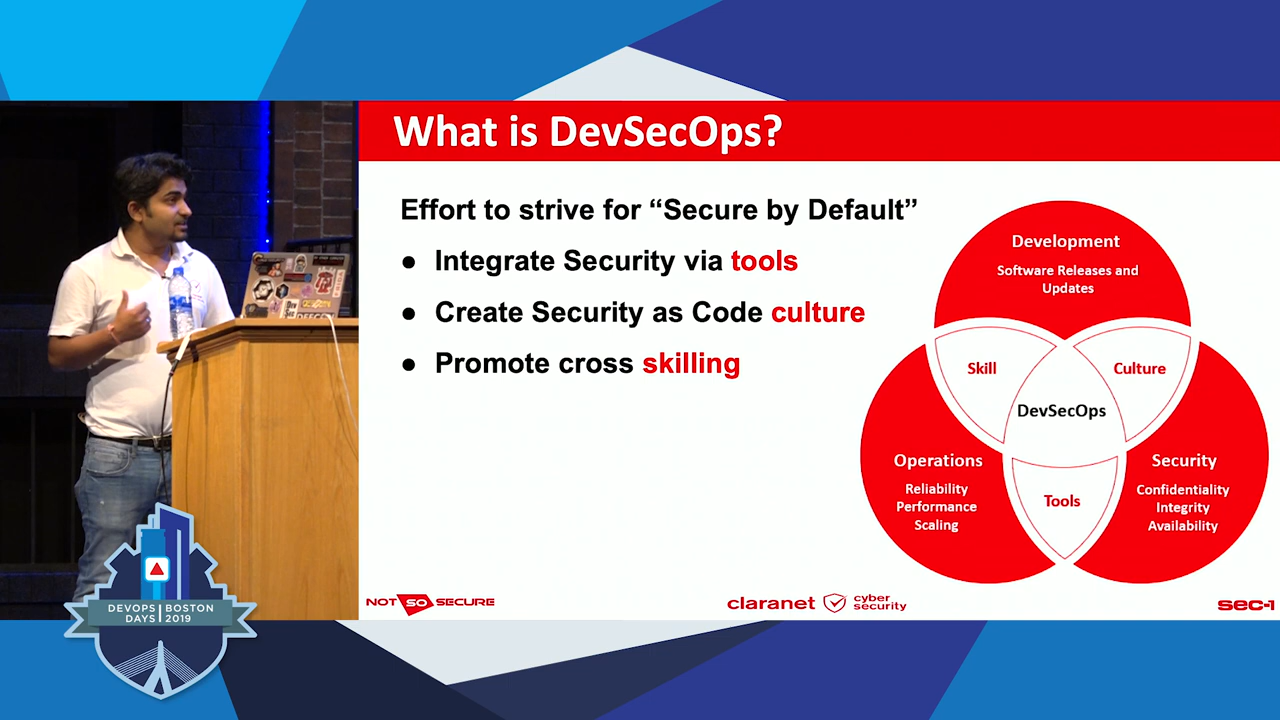 What is DevSecOps?
Effort to strive for “Secure by Default”
● Integrate Security via tools
● Create Security as Code culture
● Promote cross skilling
Development
Software Releases and
Updates
Skill
Culture
DevSecOps
Operations
Reliability
Performance
Scaling
Security
Confidentiality
Integrity
Availability
Tools
NOT SO SECURE
claranet cyber
security
sec-1
DEVOPS BOSTON
DAYS 2019
DEFCON